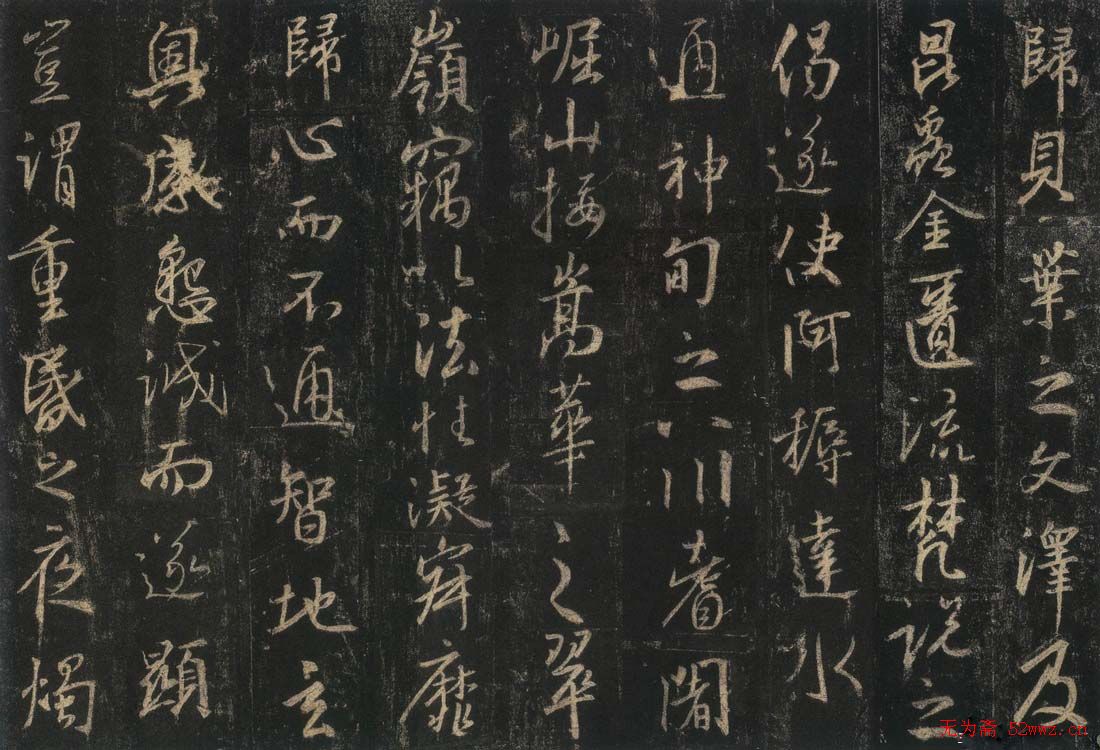 歸貝葉之文澤及
昆蟲金匱流梵説之
偈遂使阿耨達水
通神旬之八川耆闍
崛山接嵩華之翠
嶺竊以法性凝寂靡
歸心而不通智地玄
奧感懇誠而遂顯
豈謂重昏之夜燭
无为斋 52wwz.cn